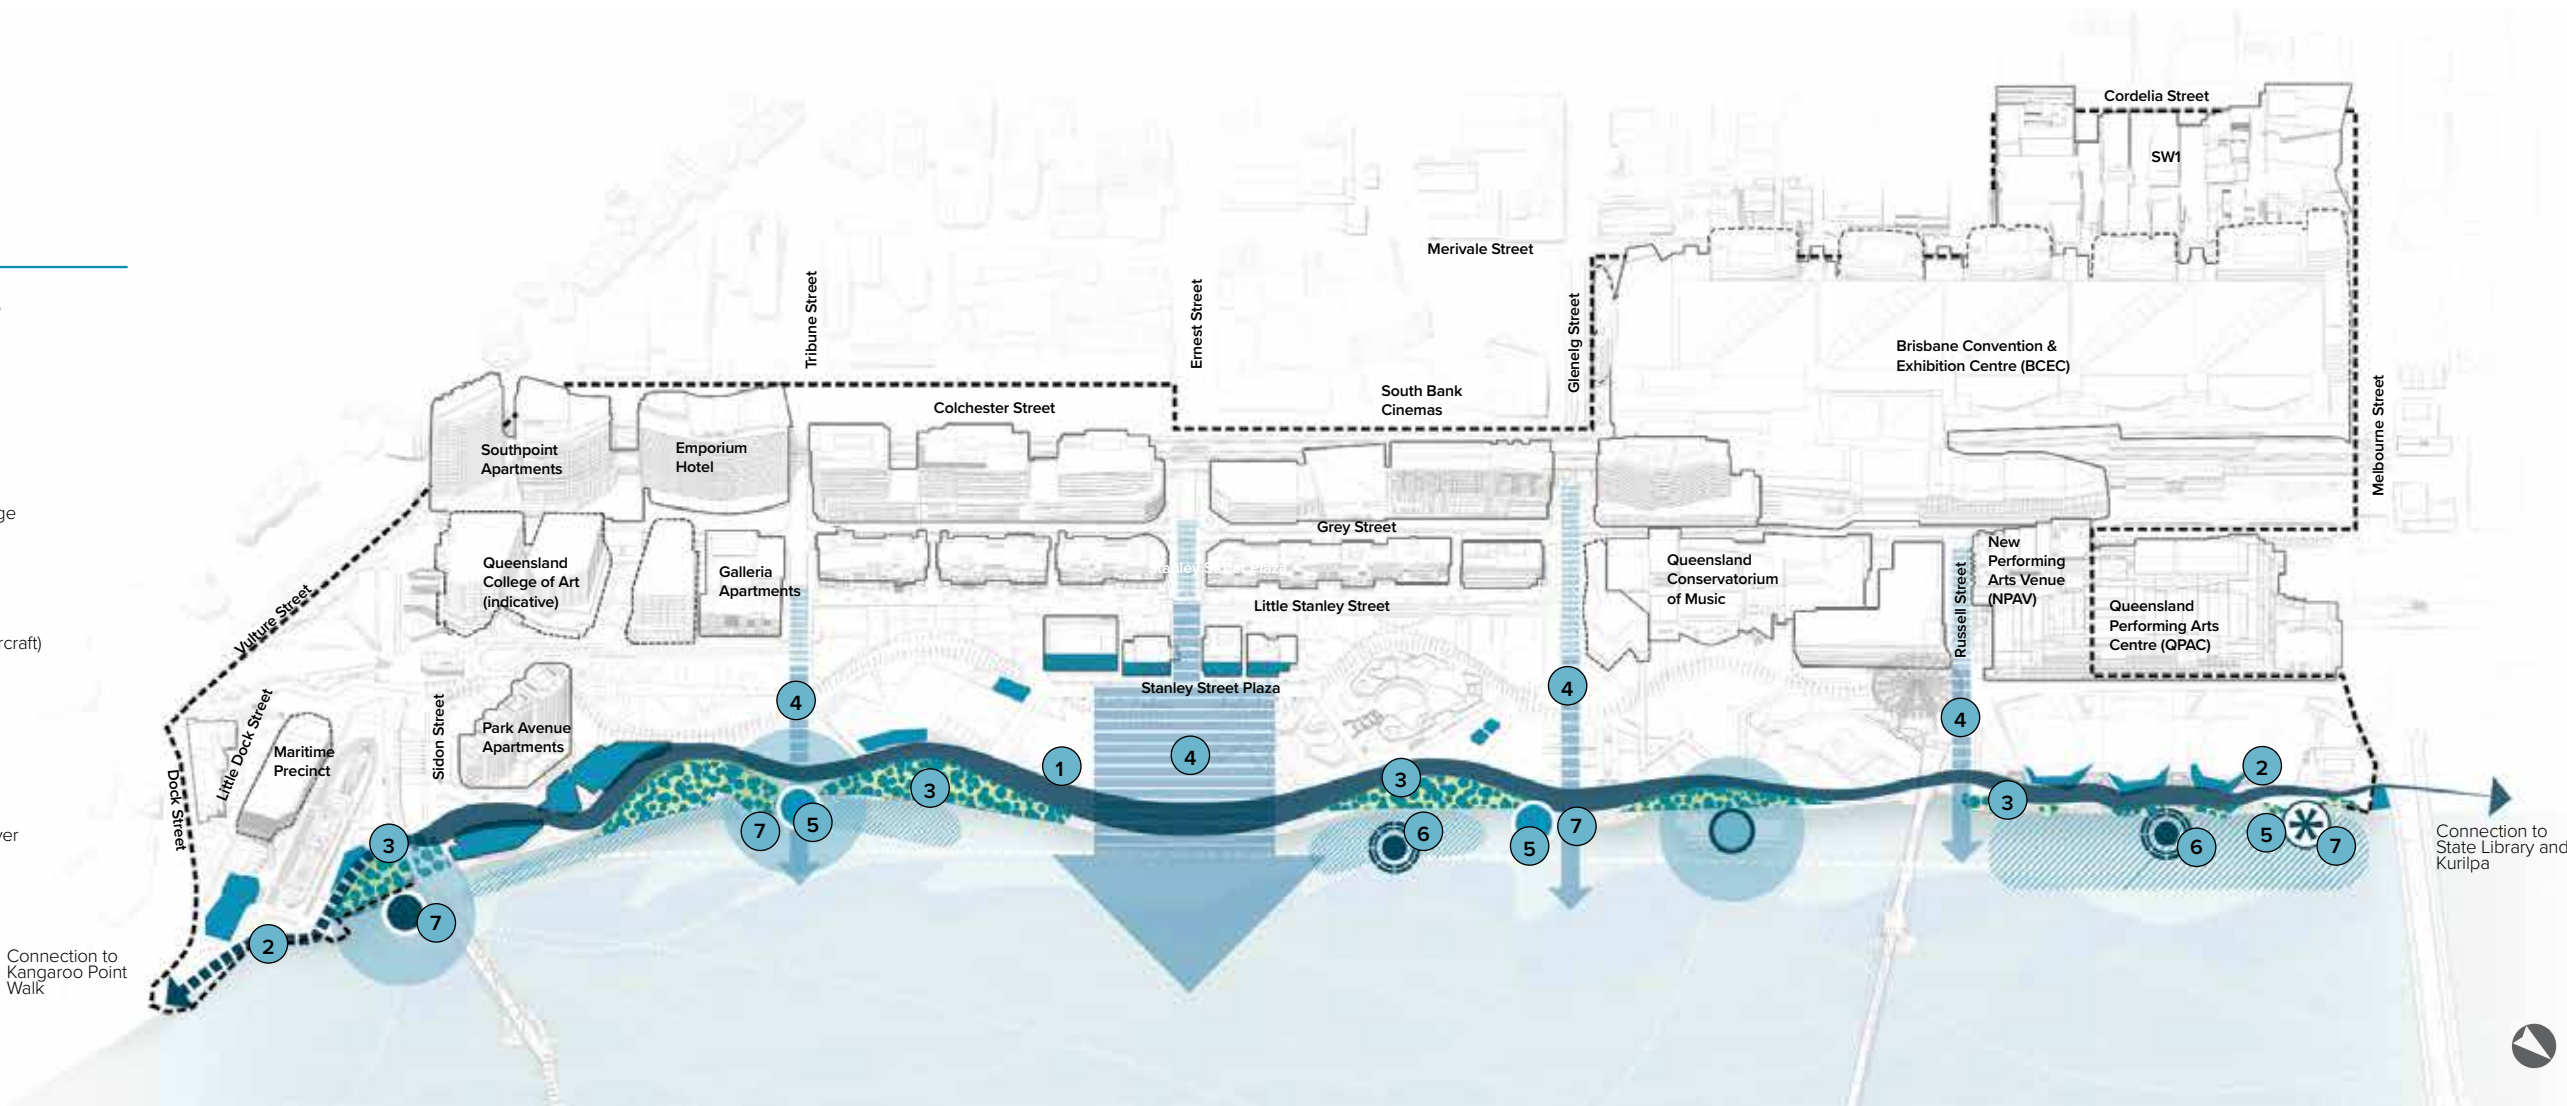 Cordelia Street
SW1
Merivale Street
Tribune Street
Ernest Street
Glenelg Street
Brisbane Convention &
Exhibition Centre (BCEC)
Melbourne Street
South Bank
Cinemas
Colchester Street
Southpoint
Apartments
Emporium
Hotel
ge
Grey Street
Queensland
College of Art
(indicative)
Galleria
Apartments
Stanley Street Plaza
Little Stanley Street
Queensland
Conservatorium
of Music
Russell Street
New
Performing
Arts Venue
(NPAV)
Queensland
Performing Arts
Centre (QPAC)
rcraft)
Vulture Street
Stanley Street Plaza
Little Dock Street
Maritime
Precinct
Sidon Street
Park Avenue
Apartments
Dock Street
4
4
4
4
1
2
3
3
3
3
ver
7
5
6
5
7
6
5
7
Connection to
State Library and
Kurilpa
7
2
Connection to
Kangaroo Point
Walk